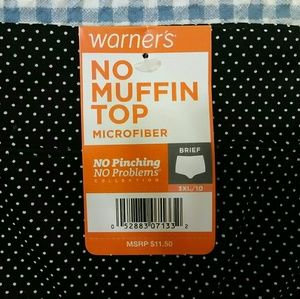 warner's
NO
MUFFIN
TOP
MICROFIBER
BRIEF
NO Pinching
NO Problems
COLLECTION
3XL/10
0 52883 07133 2
MSRP $11.50